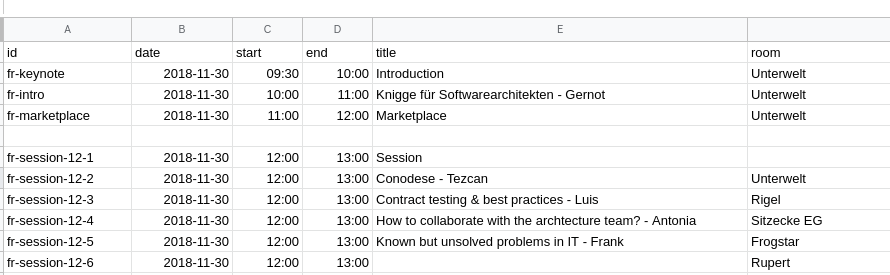 A B C D E
id date start end title room
fr-keynote 2018-11-30 09:30 10:00 Introduction Unterwelt
fr-intro 2018-11-30 10:00 11:00 Knigge für Softwarearchitekten - Gernot Unterwelt
fr-marketplace 2018-11-30 11:00 12:00 Marketplace Unterwelt
fr-session-12-1 2018-11-30 12:00 13:00 Session
fr-session-12-2 2018-11-30 12:00 13:00 Conodese - Tezcan Unterwelt
fr-session-12-3 2018-11-30 12:00 13:00 Contract testing & best practices - Luis Rigel
fr-session-12-4 2018-11-30 12:00 13:00 How to collaborate with the archtecture team? - Antonia Sitzecke EG
fr-session-12-5 2018-11-30 12:00 13:00 Known but unsolved problems in IT - Frank Frogstar
fr-session-12-6 2018-11-30 12:00 13:00 Rupert